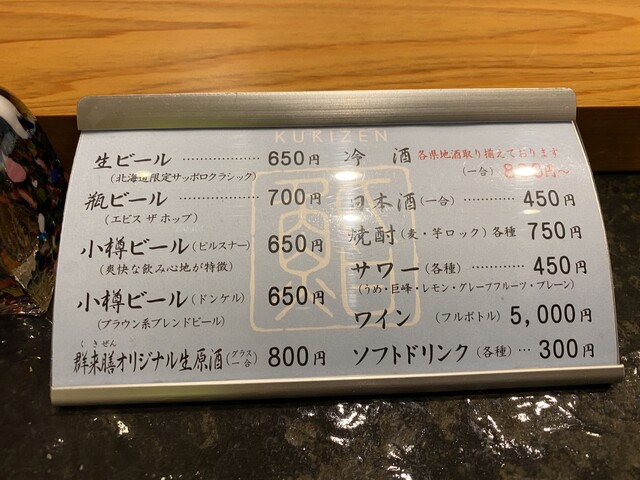 KUKIZEN
生ビール ……………… 650円
(北海道限定サッポロクラシック)
瓶ビール ……………… 700円
(エビス ザ ホップ)
小樽ビール(ピルスナー) 650円
(爽快な飲み心地が特徴)
小樽ビール(ドンケル) 650円
(ブラウン系ブレンドビール)
くきぜん
群来膳オリジナル生原酒(グラス一合) 800円
冷 酒 各県地酒取り揃えております
(一合) 円〜
日本酒(一合) ………… 450円
焼酎(麦・芋ロック)各種 750円
サワー(各種) ………… 450円
(うめ・巨峰・レモン・グレープフルーツ・プレーン)
ワイン (フルボトル) 5,000円
ソフトドリンク(各種) … 300円